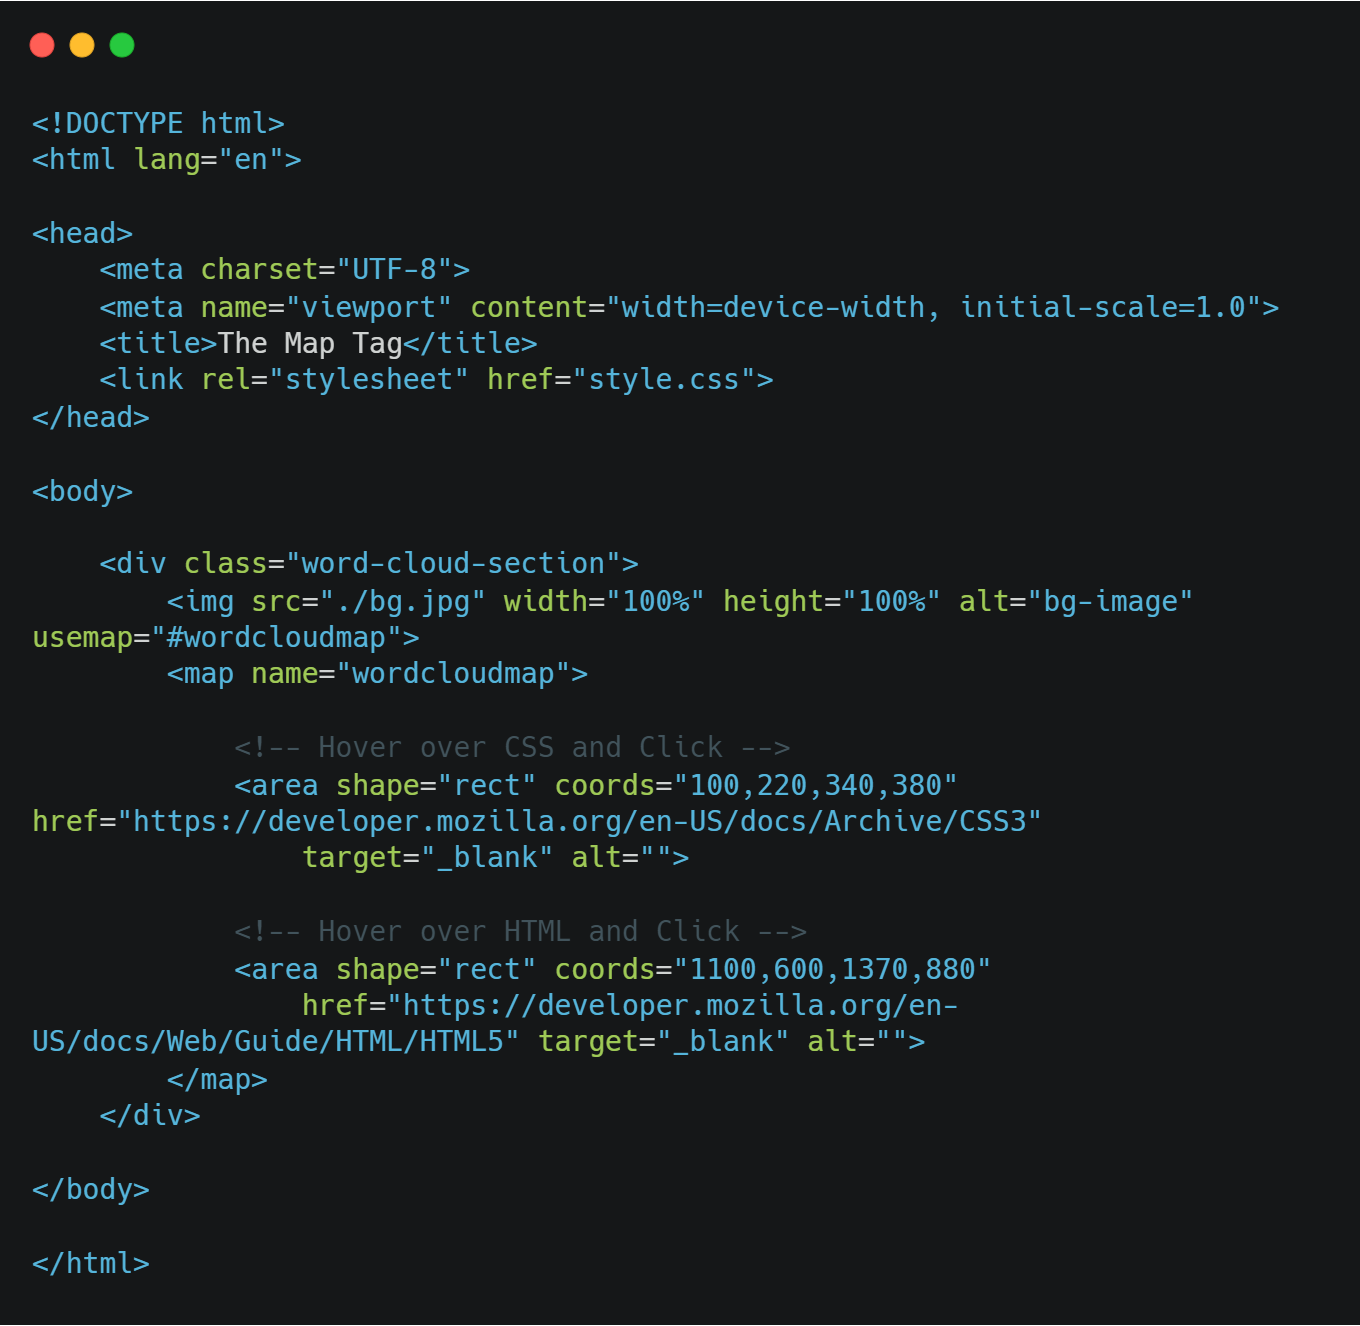 <!DOCTYPE html>
<html lang="en">
<head>
    <meta charset="UTF-8">
    <meta name="viewport" content="width=device-width, initial-scale=1.0">
    <title>The Map Tag</title>
    <link rel="stylesheet" href="style.css">
</head>
<body>
    <div class="word-cloud-section">
        <img src="./bg.jpg" width="100%" height="100%" alt="bg-image"
usemap="#wordcloudmap">
        <map name="wordcloudmap">
            <!-- Hover over CSS and Click -->
            <area shape="rect" coords="100,220,340,380"
href="https://developer.mozilla.org/en-US/docs/Archive/CSS3"
                target="_blank" alt="">
            <!-- Hover over HTML and Click -->
            <area shape="rect" coords="1100,600,1370,880"
                href="https://developer.mozilla.org/en-
US/docs/Web/Guide/HTML/HTML5" target="_blank" alt="">
        </map>
    </div>
</body>
</html>